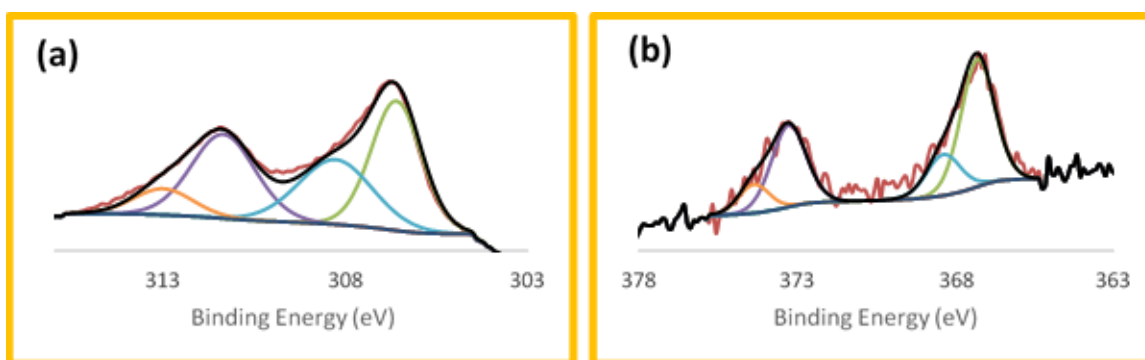 (a)
313 308 303
Binding Energy (eV)
(b)
378 373 368 363
Binding Energy (eV)